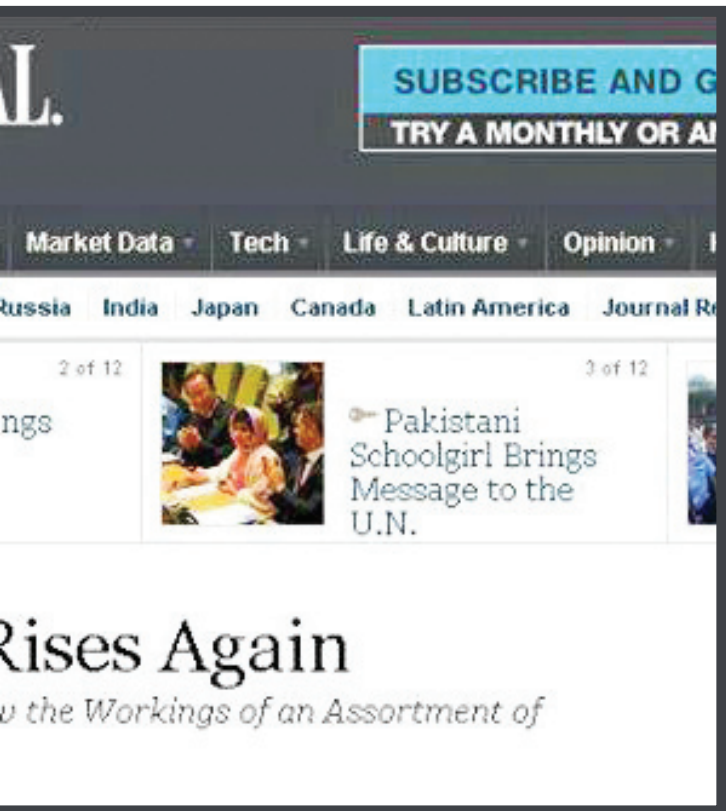 AL.
SUBSCRIBE AND G
TRY A MONTHLY OR AN
Market Data Tech Life & Culture Opinion
Russia India Japan Canada Latin America Journal Re
2 of 12
3 of 12
ngs
Pakistani
Schoolgirl Brings
Message to the
U.N.
Rises Again
w the Workings of an Assortment of